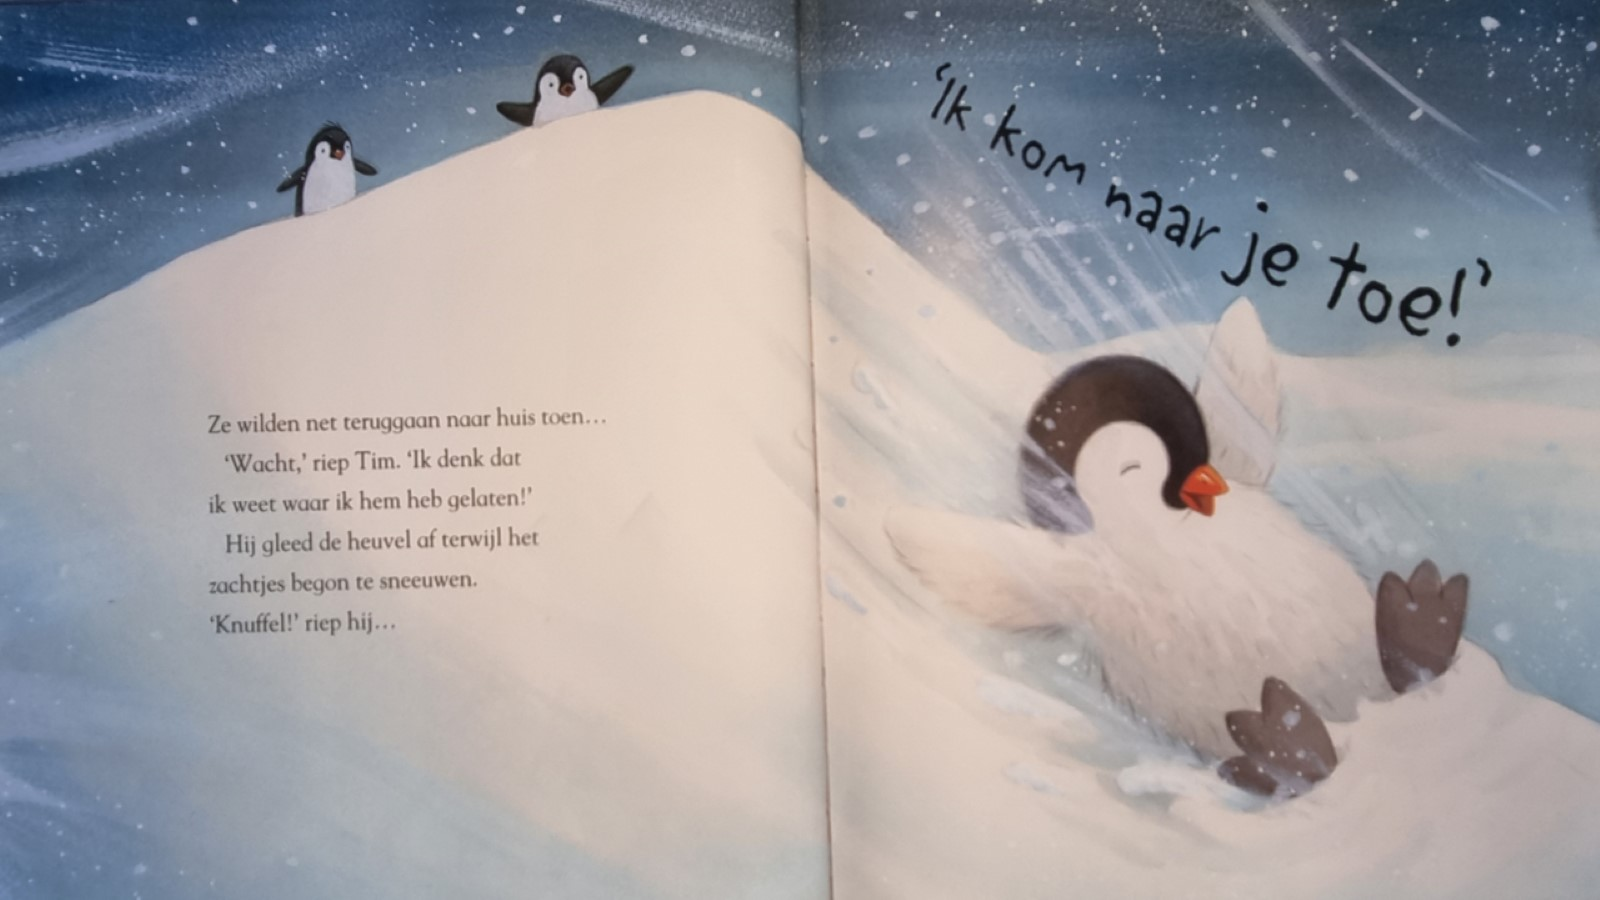 Ze wilden net teruggaan naar huis toen...
‘Wacht,’ riep Tim. ‘Ik denk dat
ik weet waar ik hem heb gelaten!’
Hij gleed de heuvel af terwijl het
zachtjes begon te sneeuwen.
‘Knuffel!’ riep hij...
‘Ik kom naar je toe!’